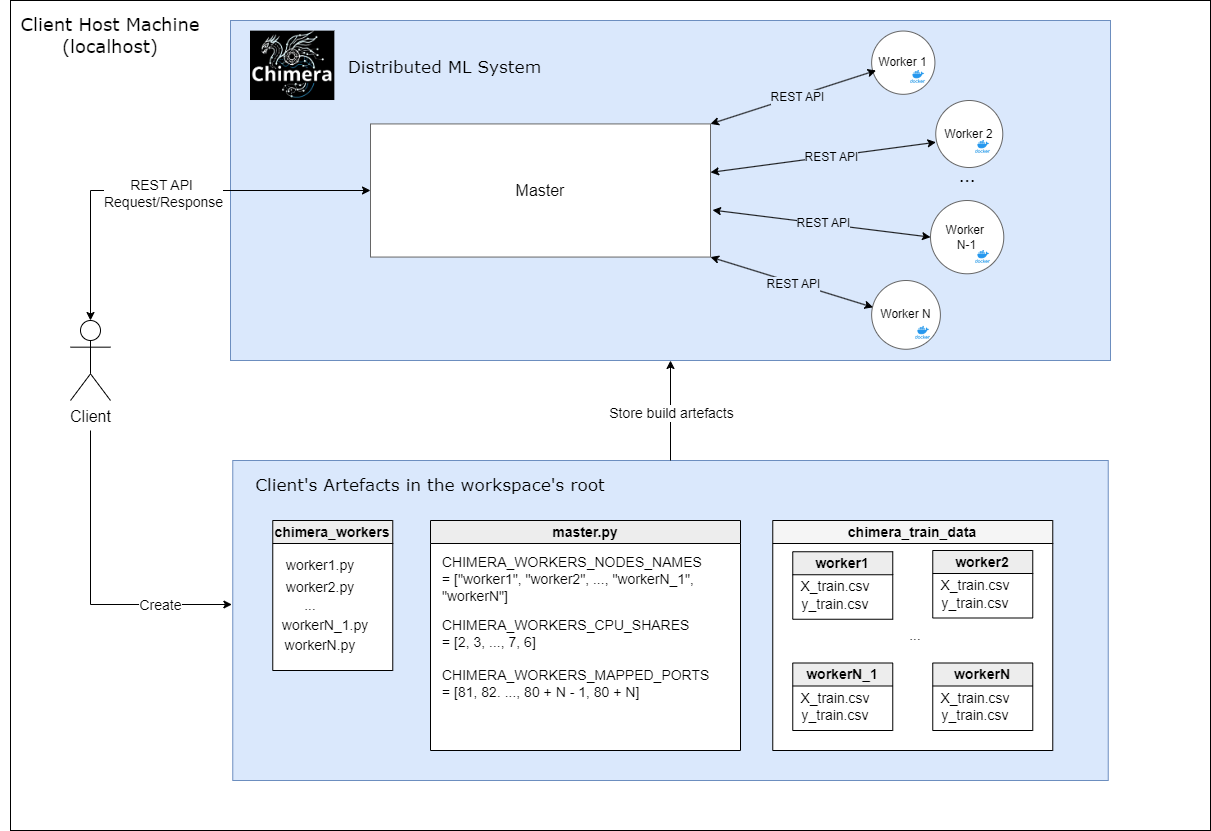 Client Host Machine
(localhost)
Chimera
Distributed ML System
Worker 1
docker
REST API
Worker 2
docker
REST API
...
Master
REST API
Request/Response
REST API
Worker
N-1
docker
REST API
Worker N
docker
Client
Store build artefacts
Client's Artefacts in the workspace's root
chimera_workers
worker1.py
worker2.py
...
workerN_1.py
workerN.py
master.py
CHIMERA_WORKERS_NODES_NAMES
= ["worker1", "worker2", ..., "workerN_1",
"workerN"]
CHIMERA_WORKERS_CPU_SHARES
= [2, 3, ..., 7, 6]
CHIMERA_WORKERS_MAPPED_PORTS
= [81, 82. ..., 80 + N - 1, 80 + N]
chimera_train_data
worker1
X_train.csv
y_train.csv
worker2
X_train.csv
y_train.csv
...
workerN_1
X_train.csv
y_train.csv
workerN
X_train.csv
y_train.csv
Create